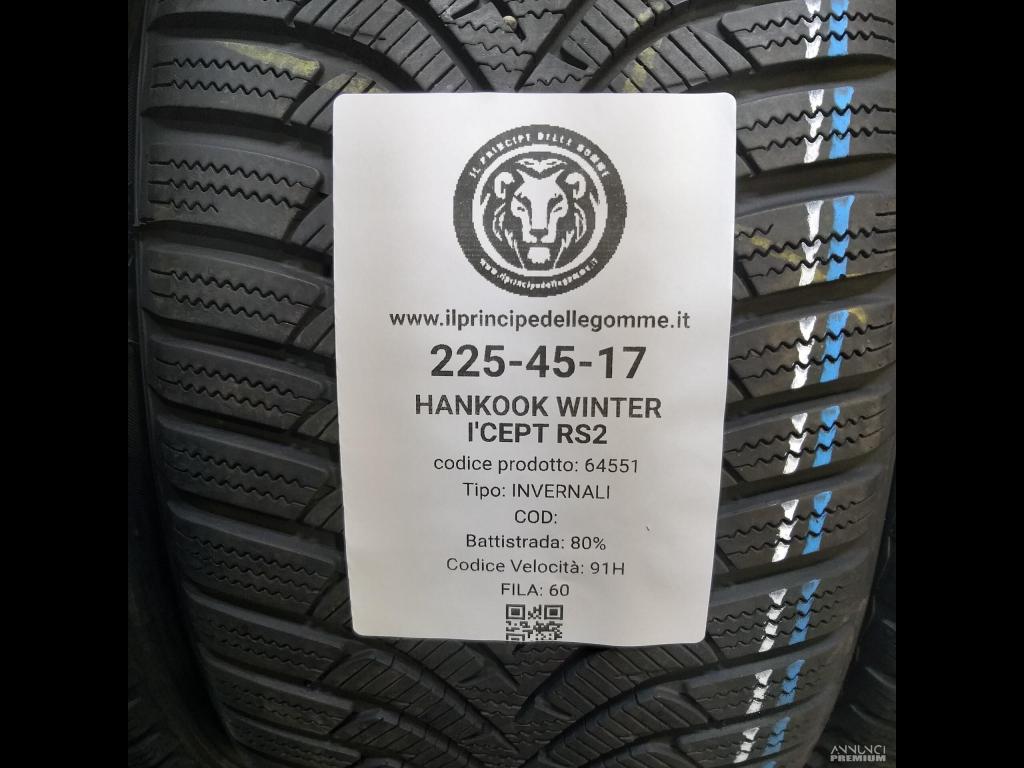 IL PRINCIPE DELLE GOMME
www.ilprincipedellegomme.it
www.ilprincipedellegomme.it
225-45-17
HANKOOK WINTER
I'CEPT RS2
codice prodotto: 64551
Tipo: INVERNALI
COD:
Battistrada: 80%
Codice Velocità: 91H
FILA: 60
ANNUNCI
PREMIUM